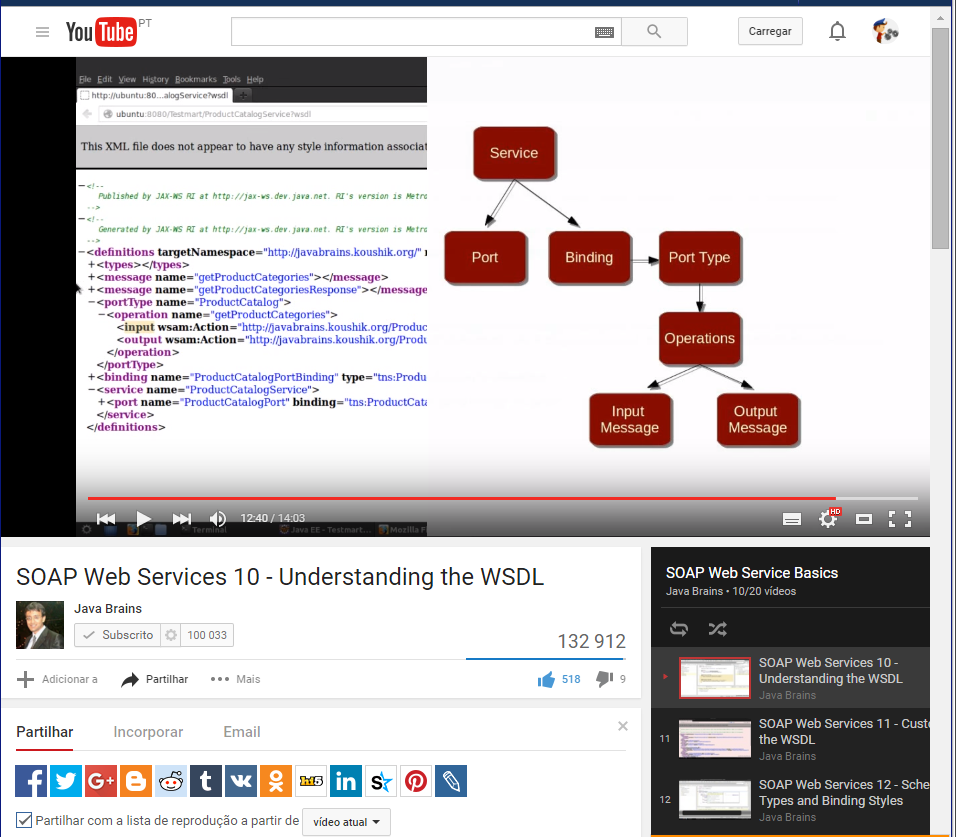 YouTube PT
Carregar
File Edit View History Bookmarks Tools Help
http://ubuntu:80...alogService?wsdl
ubuntu:8080/Testmart/ProductCatalogService?wsdl
This XML file does not appear to have any style information associat
−<!--
Published by JAX-WS RI at http://jax-ws.dev.java.net. RI's version is Metro
-->
−<!--
Generated by JAX-WS RI at http://jax-ws.dev.java.net. RI's version is Metro
-->
−<definitions targetNamespace="http://javabrains.koushik.org/"
+<types></types>
+<message name="getProductCategories"></message>
+<message name="getProductCategoriesResponse"></message
−<portType name="ProductCatalog">
−<operation name="getProductCategories">
<input wsam:Action="http://javabrains.koushik.org/Produc
<output wsam:Action="http://javabrains.koushik.org/Produ
</operation>
</portType>
+<binding name="ProductCatalogPortBinding" type="tns:Produ
−<service name="ProductCatalogService">
+<port name="ProductCatalogPort" binding="tns:ProductCata
</service>
</definitions>
Service
Port
Binding
Port Type
Operations
Input
Message
Output
Message
Terminal
Java EE - Testmart...
Mozilla F
12:40 / 14:03
HD
SOAP Web Services 10 - Understanding the WSDL
Java Brains
Subscrito 100 033
132 912
Adicionar a Partilhar Mais 518 9
Partilhar Incorporar Email
Partilhar com a lista de reprodução a partir de vídeo atual
SOAP Web Service Basics
Java Brains • 10/20 vídeos
SOAP Web Services 10 -
Understanding the WSDL
Java Brains
11
SOAP Web Services 11 - Custo
the WSDL
Java Brains
12
SOAP Web Services 12 - Sche
Types and Binding Styles
Java Brains